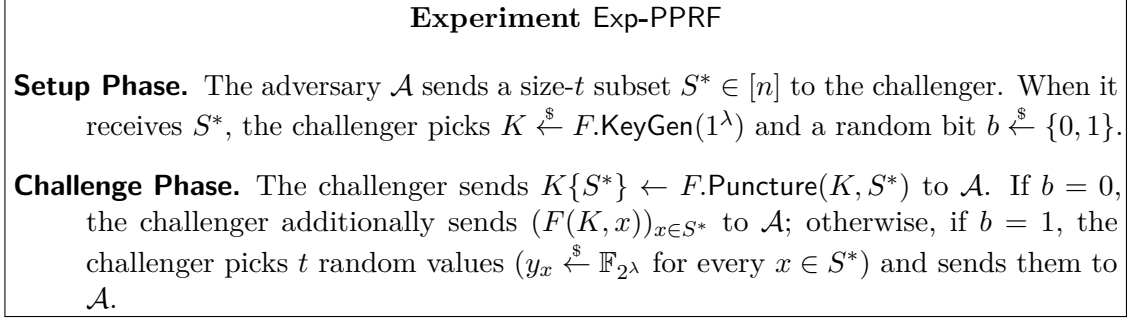 Experiment Exp-PPRF
Setup Phase. The adversary 𝒜 sends a size-t subset S* ∈ [n] to the challenger. When it
receives S*, the challenger picks K <-$ F.KeyGen(1^λ) and a random bit b <-$ {0, 1}.
Challenge Phase. The challenger sends K{S*} ← F.Puncture(K, S*) to 𝒜. If b = 0,
the challenger additionally sends (F(K, x))_{x∈S*} to 𝒜; otherwise, if b = 1, the
challenger picks t random values (y_x <-$ 𝔽_{2^λ} for every x ∈ S*) and sends them to
𝒜.